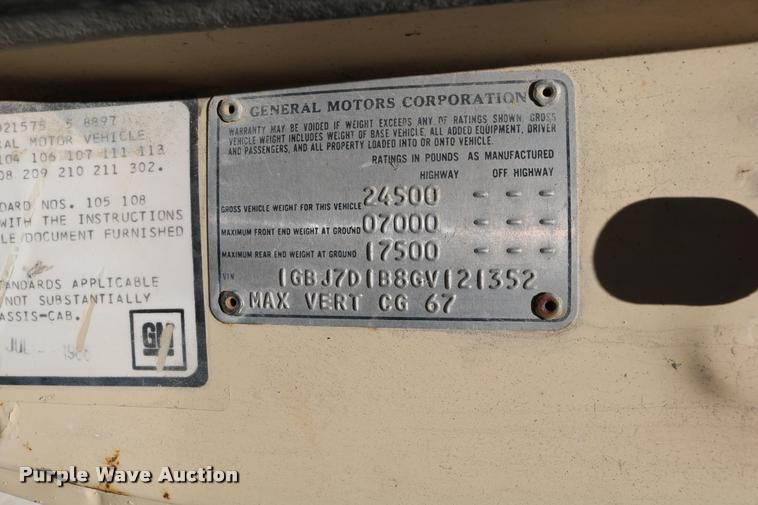 021575 5 8897
RAL MOTOR VEHICLE
104 106 107 111 113
08 209 210 211 302.
DARD NOS. 105 108
WITH THE INSTRUCTIONS
LE DOCUMENT FURNISHED
TANDARDS APPLICABLE
NOT SUBSTANTIALLY
ASSIS-CAB.
JUL
GM
GENERAL MOTORS CORPORATION
WARRANTY MAY BE VOIDED IF WEIGHT EXCEEDS ANY OF RATINGS SHOWN. GROSS
VEHICLE WEIGHT INCLUDES WEIGHT OF BASE VEHICLE, ALL ADDED EQUIPMENT, DRIVER
AND PASSENGERS, AND ALL PROPERTY LOADED INTO OR ONTO VEHICLE.
RATINGS IN POUNDS AS MANUFACTURED
HIGHWAY OFF HIGHWAY
GROSS VEHICLE WEIGHT FOR THIS VEHICLE 24500 - - -
MAXIMUM FRONT END WEIGHT AT GROUND 07000 - - -
MAXIMUM REAR END WEIGHT AT GROUND 17500 - - -
VIN 1GBJ7D1B8GV121352
MAX VERT CG 67
Purple Wave Auction